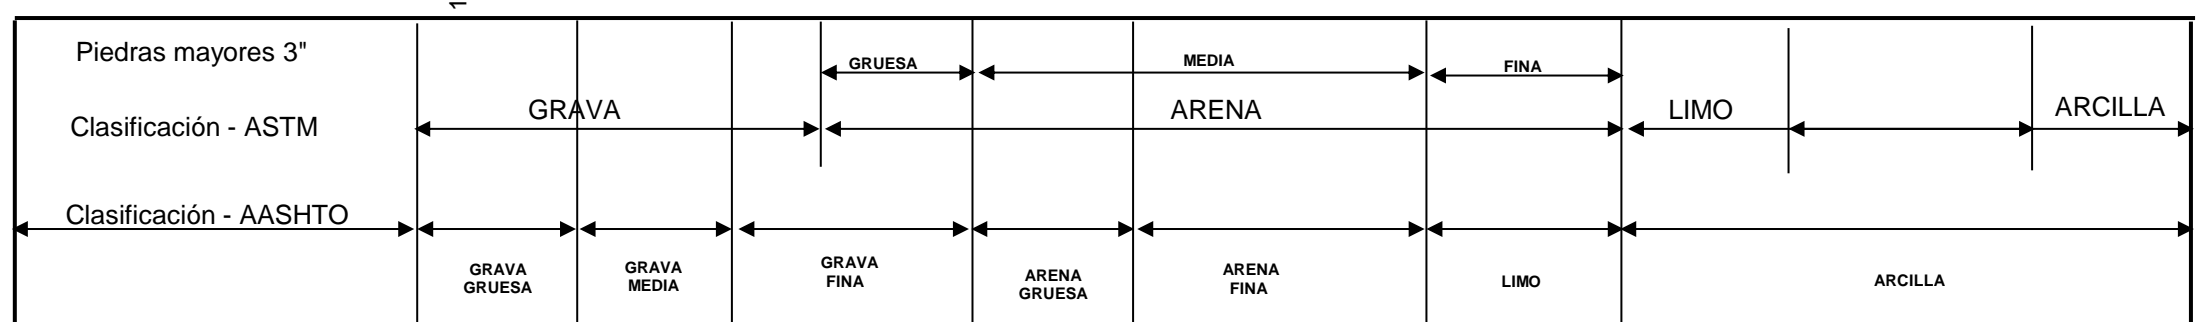 1
Piedras mayores 3"
GRUESA
MEDIA
FINA
Clasificación - ASTM
GRAVA
ARENA
LIMO
ARCILLA
Clasificación - AASHTO
GRAVA
GRUESA
GRAVA
MEDIA
GRAVA
FINA
ARENA
GRUESA
ARENA
FINA
LIMO
ARCILLA